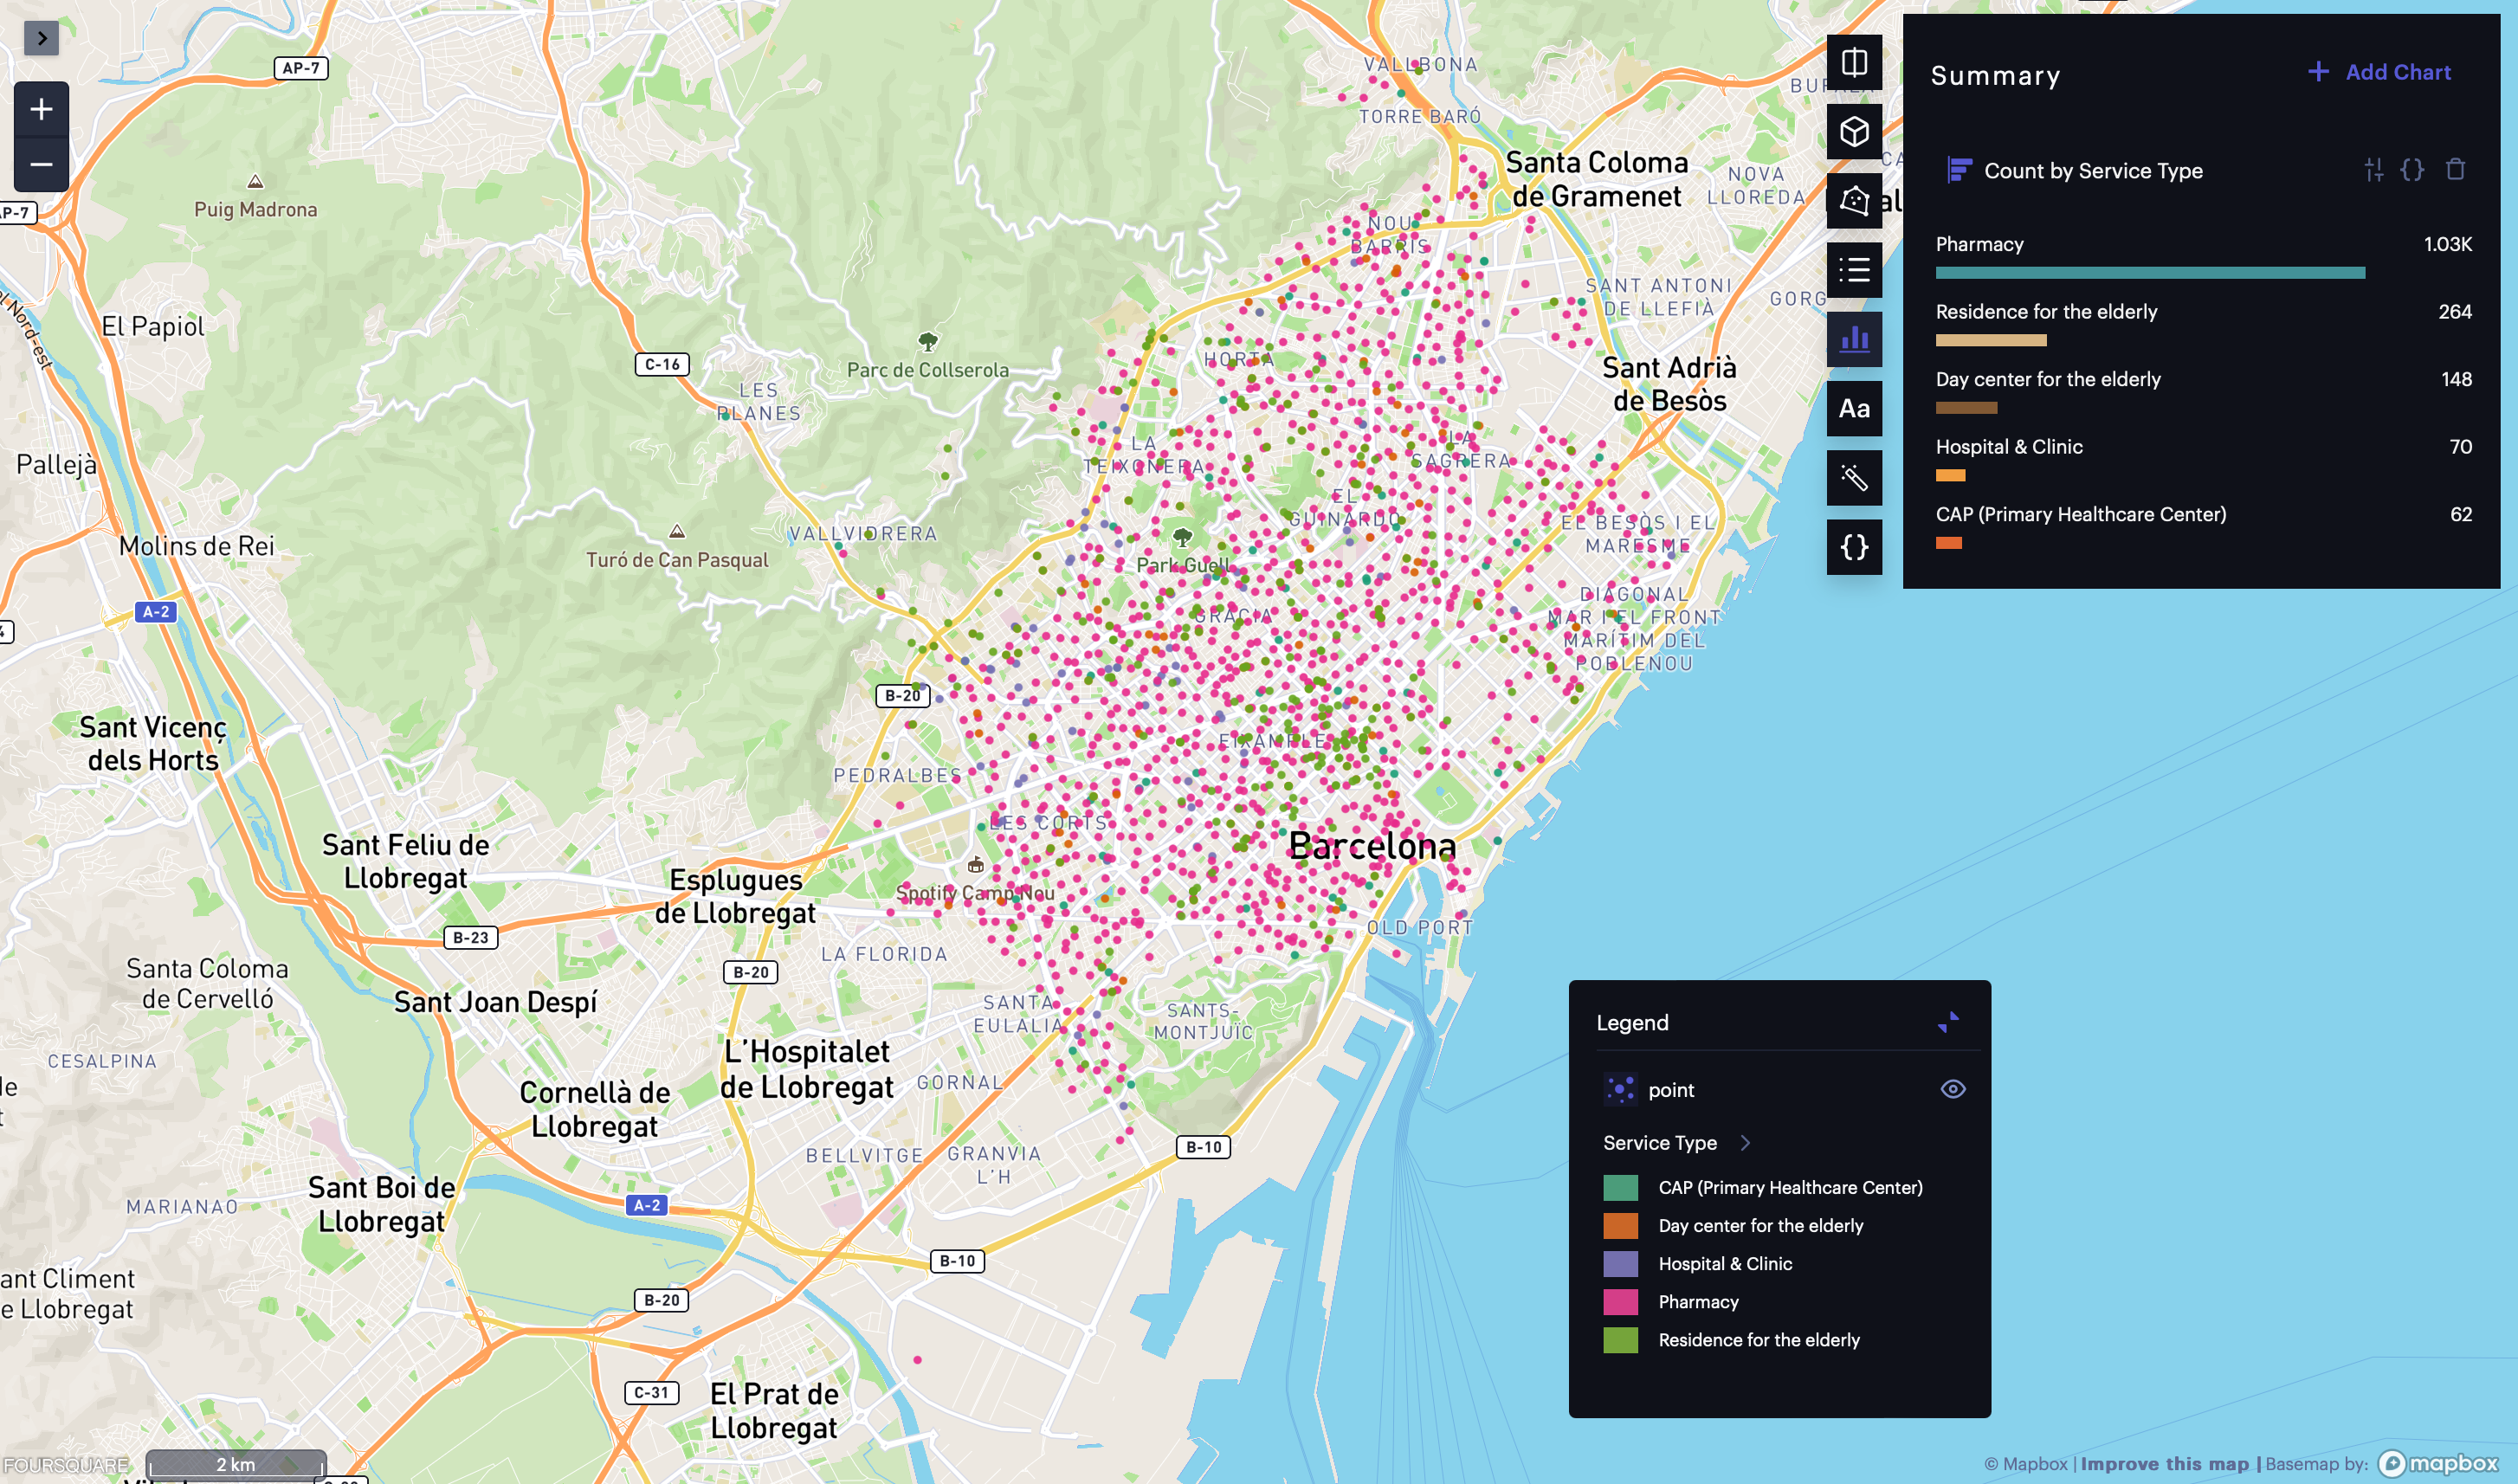 AP-7
P-7
Puig Madrona
El Papiol
el Nord-est
Pallejà
Molins de Rei
A-2
4
C-16
LES
PLANES
Parc de Collserola
Turó de Can Pasqual
VALLVIDRERA
VALLBONA
TORRE BARÓ
Santa Coloma
de Gramenet
NOVA
LLOREDA
NOU
BARRIS
SANT ANTONI
DE LLEFIÀ
GORG
HORTA
Sant Adrià
de Besòs
LA
TEIXONERA
LA
SAGRERA
EL
GUINARDÓ
EL BESÒS I EL
MARESME
Park Guell
GRÀCIA
DIAGONAL
MAR I EL FRONT
MARÍTIM DEL
POBLENOU
B-20
EIXAMPLE
PEDRALBES
LES CORTS
Barcelona
Spotify Camp Nou
OLD PORT
Sant Vicenç
dels Horts
Sant Feliu de
Llobregat
Esplugues
de Llobregat
B-23
B-20
LA FLORIDA
Santa Coloma
de Cervelló
Sant Joan Despí
SANTA
EULALIA
SANTS-
MONTJUÏC
CESALPINA
L'Hospitalet
de Llobregat
GORNAL
Cornellà de
Llobregat
BELLVITGE
GRANVIA
L'H
B-10
MARIANAO
Sant Boi de
Llobregat
A-2
B-10
ant Climent
e Llobregat
B-20
C-31
El Prat de
Llobregat
FOURSQUARE
2 km
Aa
Summary
Add Chart
Count by Service Type
Pharmacy 1.03K
Residence for the elderly 264
Day center for the elderly 148
Hospital & Clinic 70
CAP (Primary Healthcare Center) 62
Legend
point
Service Type
CAP (Primary Healthcare Center)
Day center for the elderly
Hospital & Clinic
Pharmacy
Residence for the elderly
© Mapbox | Improve this map | Basemap by: mapbox